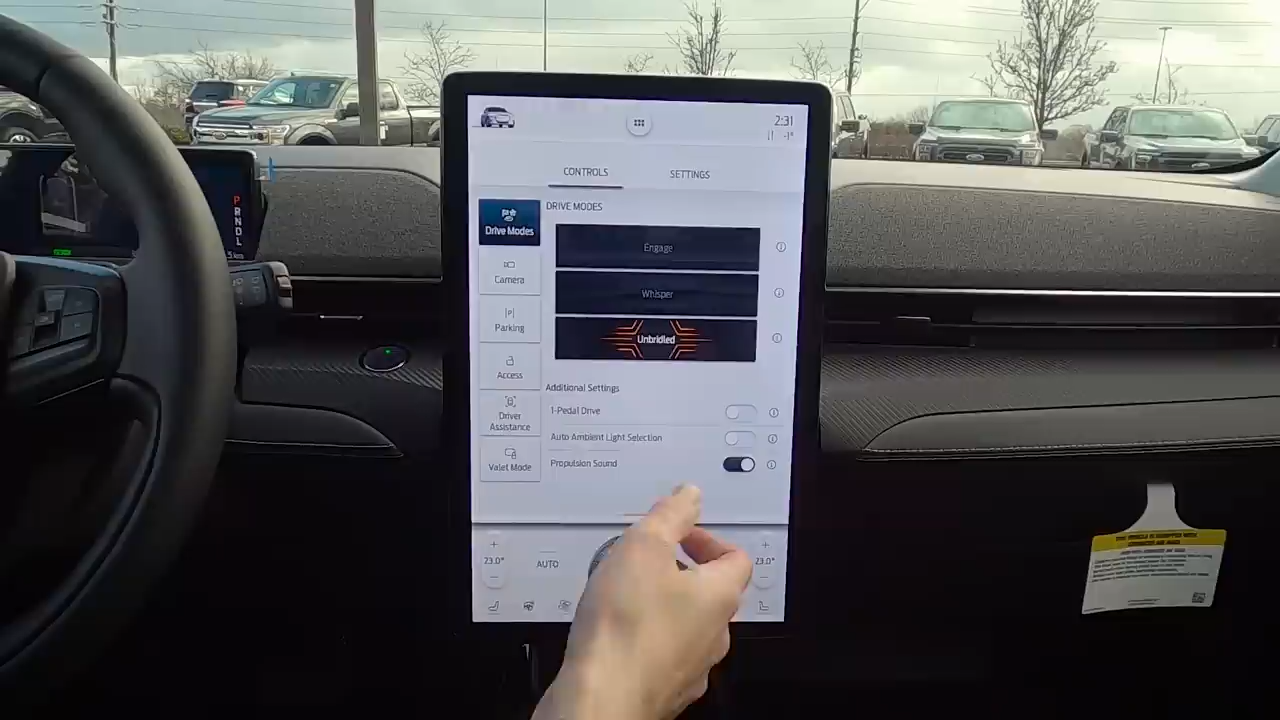 2:31
-1°
CONTROLS
SETTINGS
Drive Modes
DRIVE MODES
Engage
Whisper
Unbridled
Camera
Parking
Access
Driver
Assistance
Valet Mode
Additional Settings
1-Pedal Drive
Auto Ambient Light Selection
Propulsion Sound
23.0°
AUTO
23.0°
P
R
N
D
L